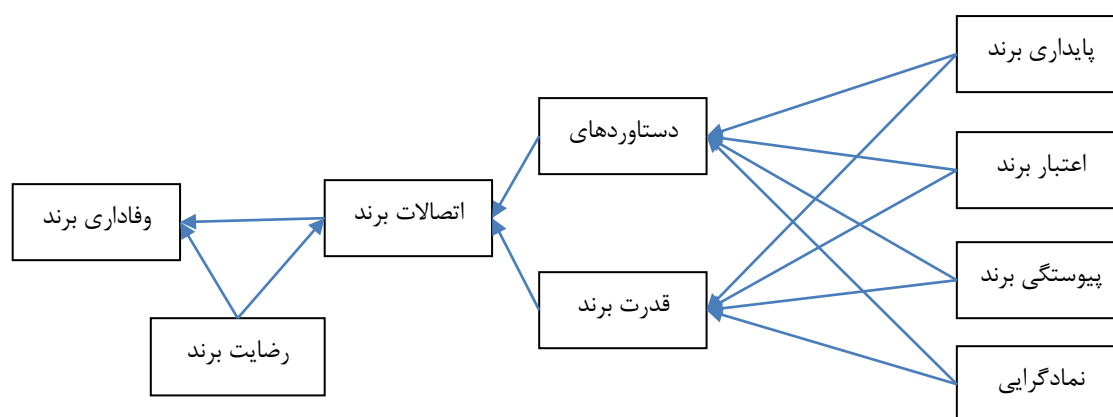 پایداری برند
دستاوردهای
اعتبار برند
اتصالات برند
وفاداری برند
پیوستگی برند
قدرت برند
رضایت برند
نمادگرایی